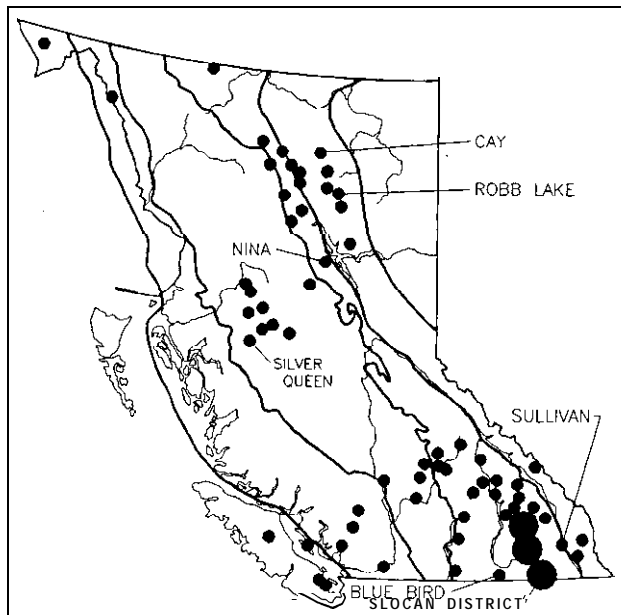 CAY
ROBB LAKE
NINA
SILVER
QUEEN
SULLIVAN
BLUE BIRD
SLOCAN DISTRICT